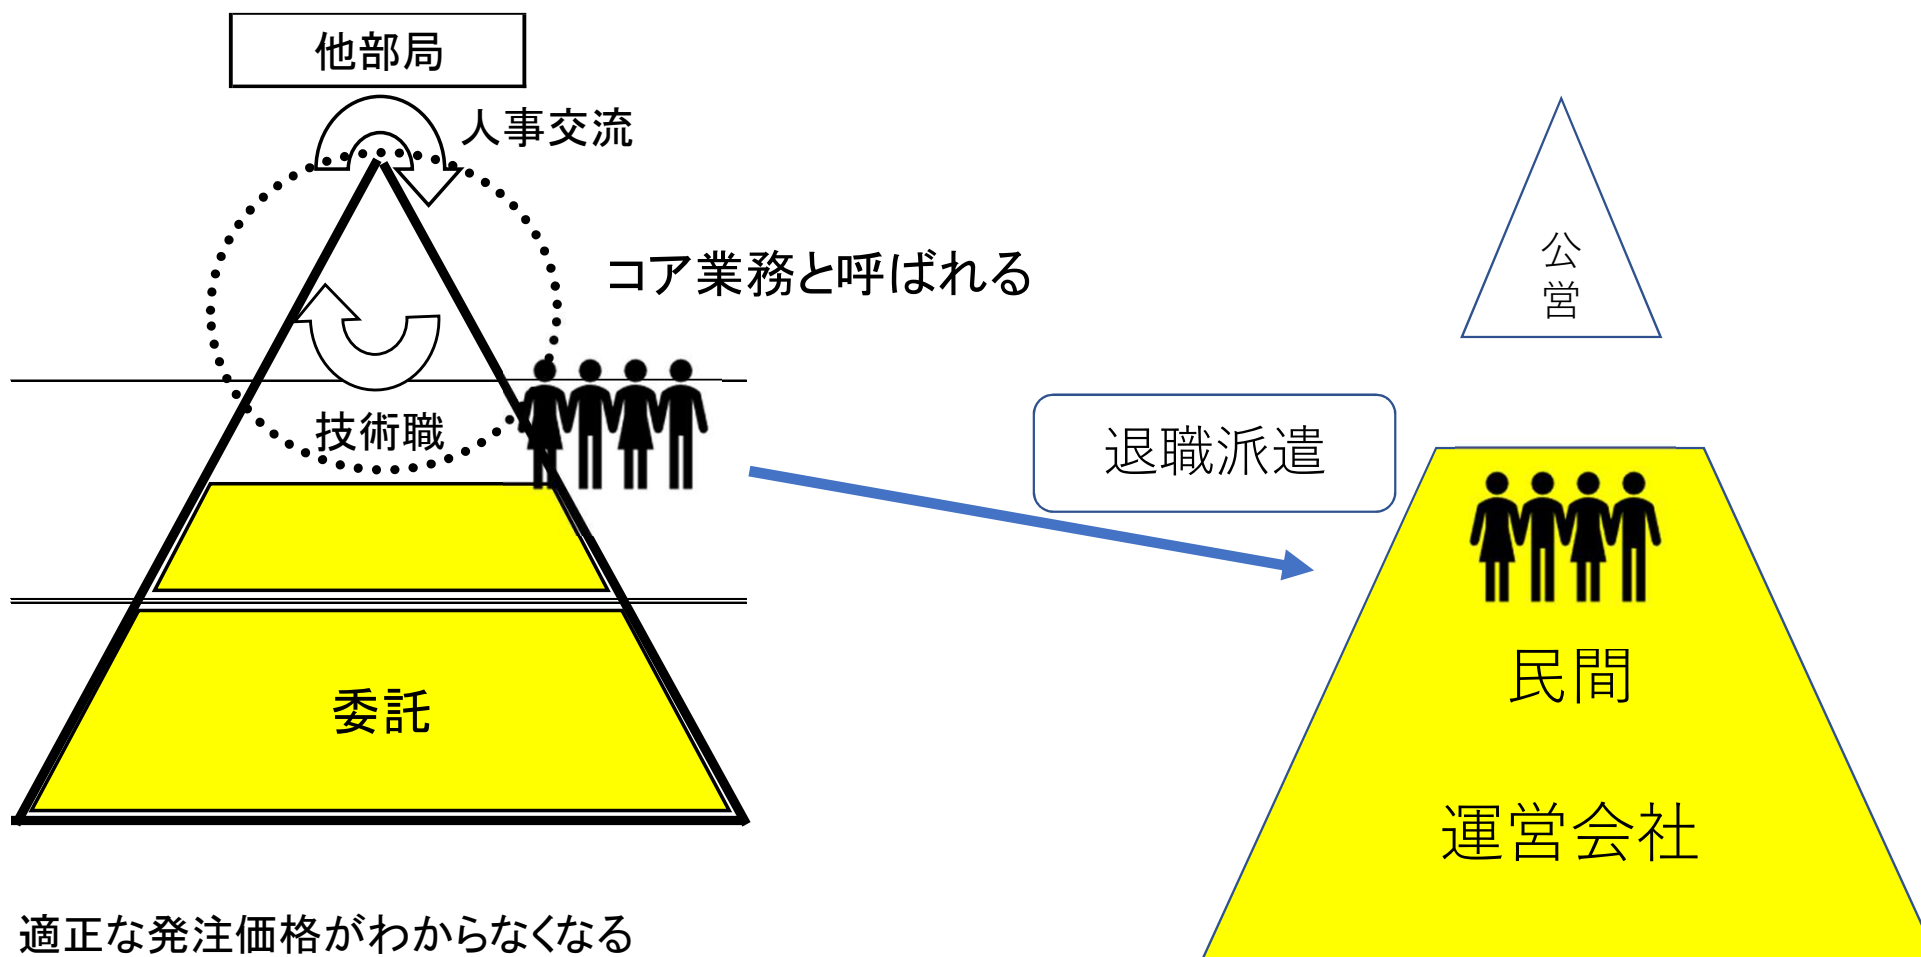 他部局
人事交流
コア業務と呼ばれる
技術職
委託
適正な発注価格がわからなくなる
退職派遣
公
営
民間
運営会社